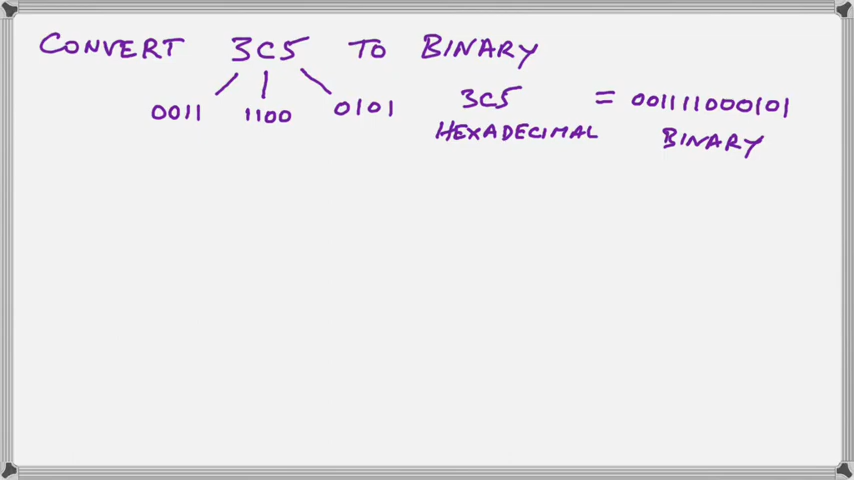 CONVERT 3C5 TO BINARY
0011 1100 0101
3C5 = 001111000101
HEXADECIMAL BINARY